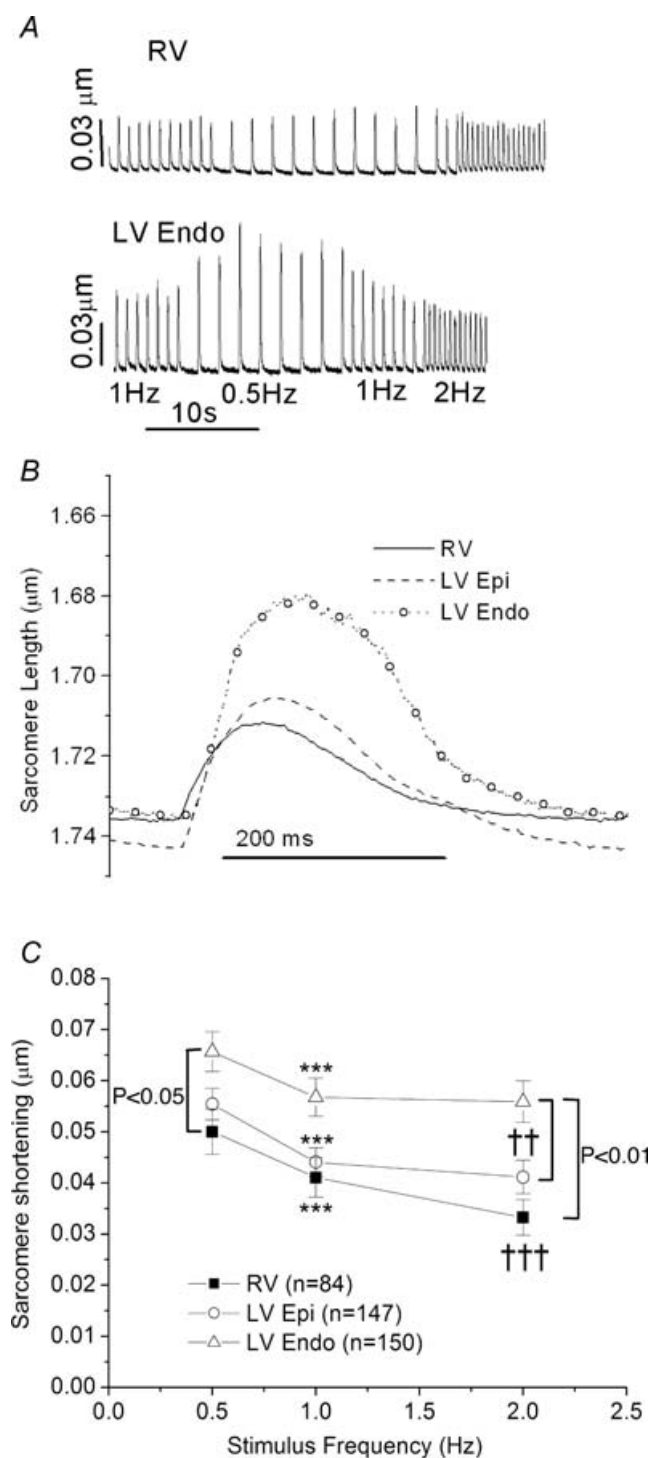 A
RV
0.03 μm
LV Endo
0.03μm
1Hz 0.5Hz 1Hz 2Hz
10s
B
1.66
1.68
1.70
1.72
1.74
Sarcomere Length (μm)
RV
LV Epi
LV Endo
200 ms
C
0.08
0.07
0.06
0.05
0.04
0.03
0.02
0.01
0.00
Sarcomere shortening (μm)
P<0.05
***
***
***
††
†††
P<0.01
RV (n=84)
LV Epi (n=147)
LV Endo (n=150)
0.0 0.5 1.0 1.5 2.0 2.5
Stimulus Frequency (Hz)